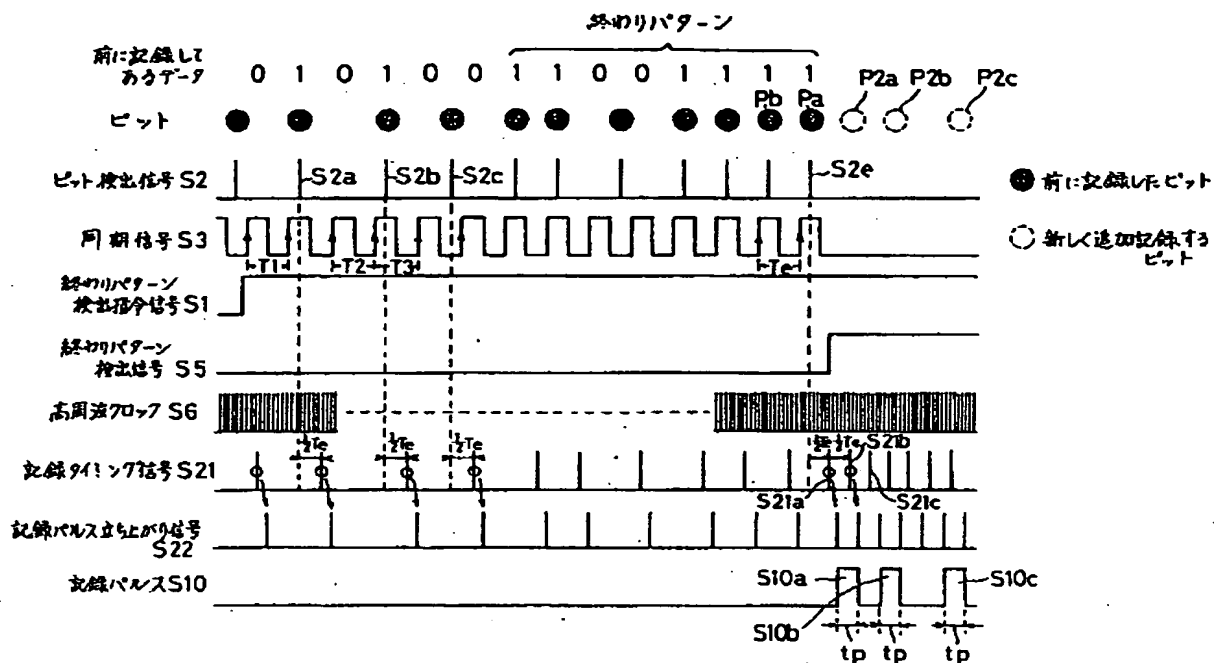 終わりパターン
前に記録して
あるデータ 0 1 0 1 0 0 1 1 0 0 1 1 1 1
P2a P2b P2c
Pb Pa
ピット
ピット検出信号 S2 S2a S2b S2c S2e
● 前に記録したピット
同期信号 S3
T1 T2 T3 Te
◌ 新しく追加記録する
ピット
終わりパターン
検出指令信号 S1
終わりパターン
検出信号 S5
高周波クロック S6
½Te ½Te ½Te ½Te S21b
記録タイミング信号 S21
S21a S21c
記録パルス立ち上がり信号
S22
記録パルス S10
S10a S10c
S10b
tp tp tp